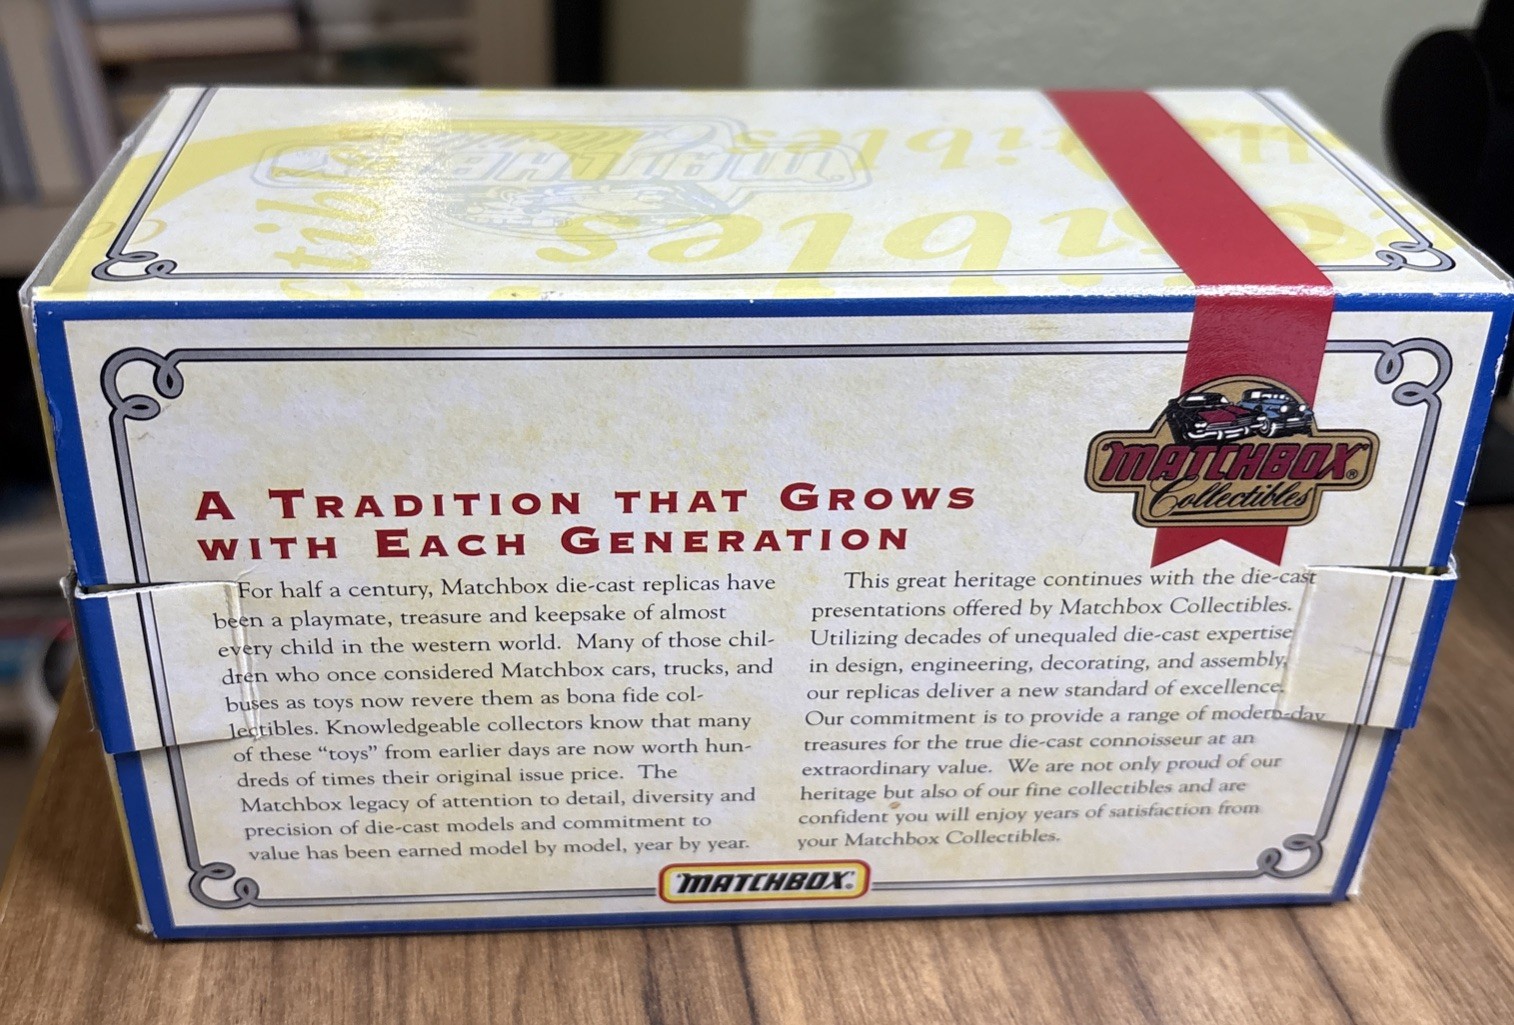 MATCHBOX
Collectibles
ctibles
ibles
MATCHBOX®
Collectibles
A TRADITION THAT GROWS
WITH EACH GENERATION
For half a century, Matchbox die-cast replicas have
been a playmate, treasure and keepsake of almost
every child in the western world. Many of those chil-
dren who once considered Matchbox cars, trucks, and
buses as toys now revere them as bona fide col-
lectibles. Knowledgeable collectors know that many
of these “toys” from earlier days are now worth hun-
dreds of times their original issue price. The
Matchbox legacy of attention to detail, diversity and
precision of die-cast models and commitment to
value has been earned model by model, year by year.
This great heritage continues with the die-cast
presentations offered by Matchbox Collectibles.
Utilizing decades of unequaled die-cast expertise
in design, engineering, decorating, and assembly,
our replicas deliver a new standard of excellence.
Our commitment is to provide a range of modern-day
treasures for the true die-cast connoisseur at an
extraordinary value. We are not only proud of our
heritage but also of our fine collectibles and are
confident you will enjoy years of satisfaction from
your Matchbox Collectibles.
MATCHBOX®